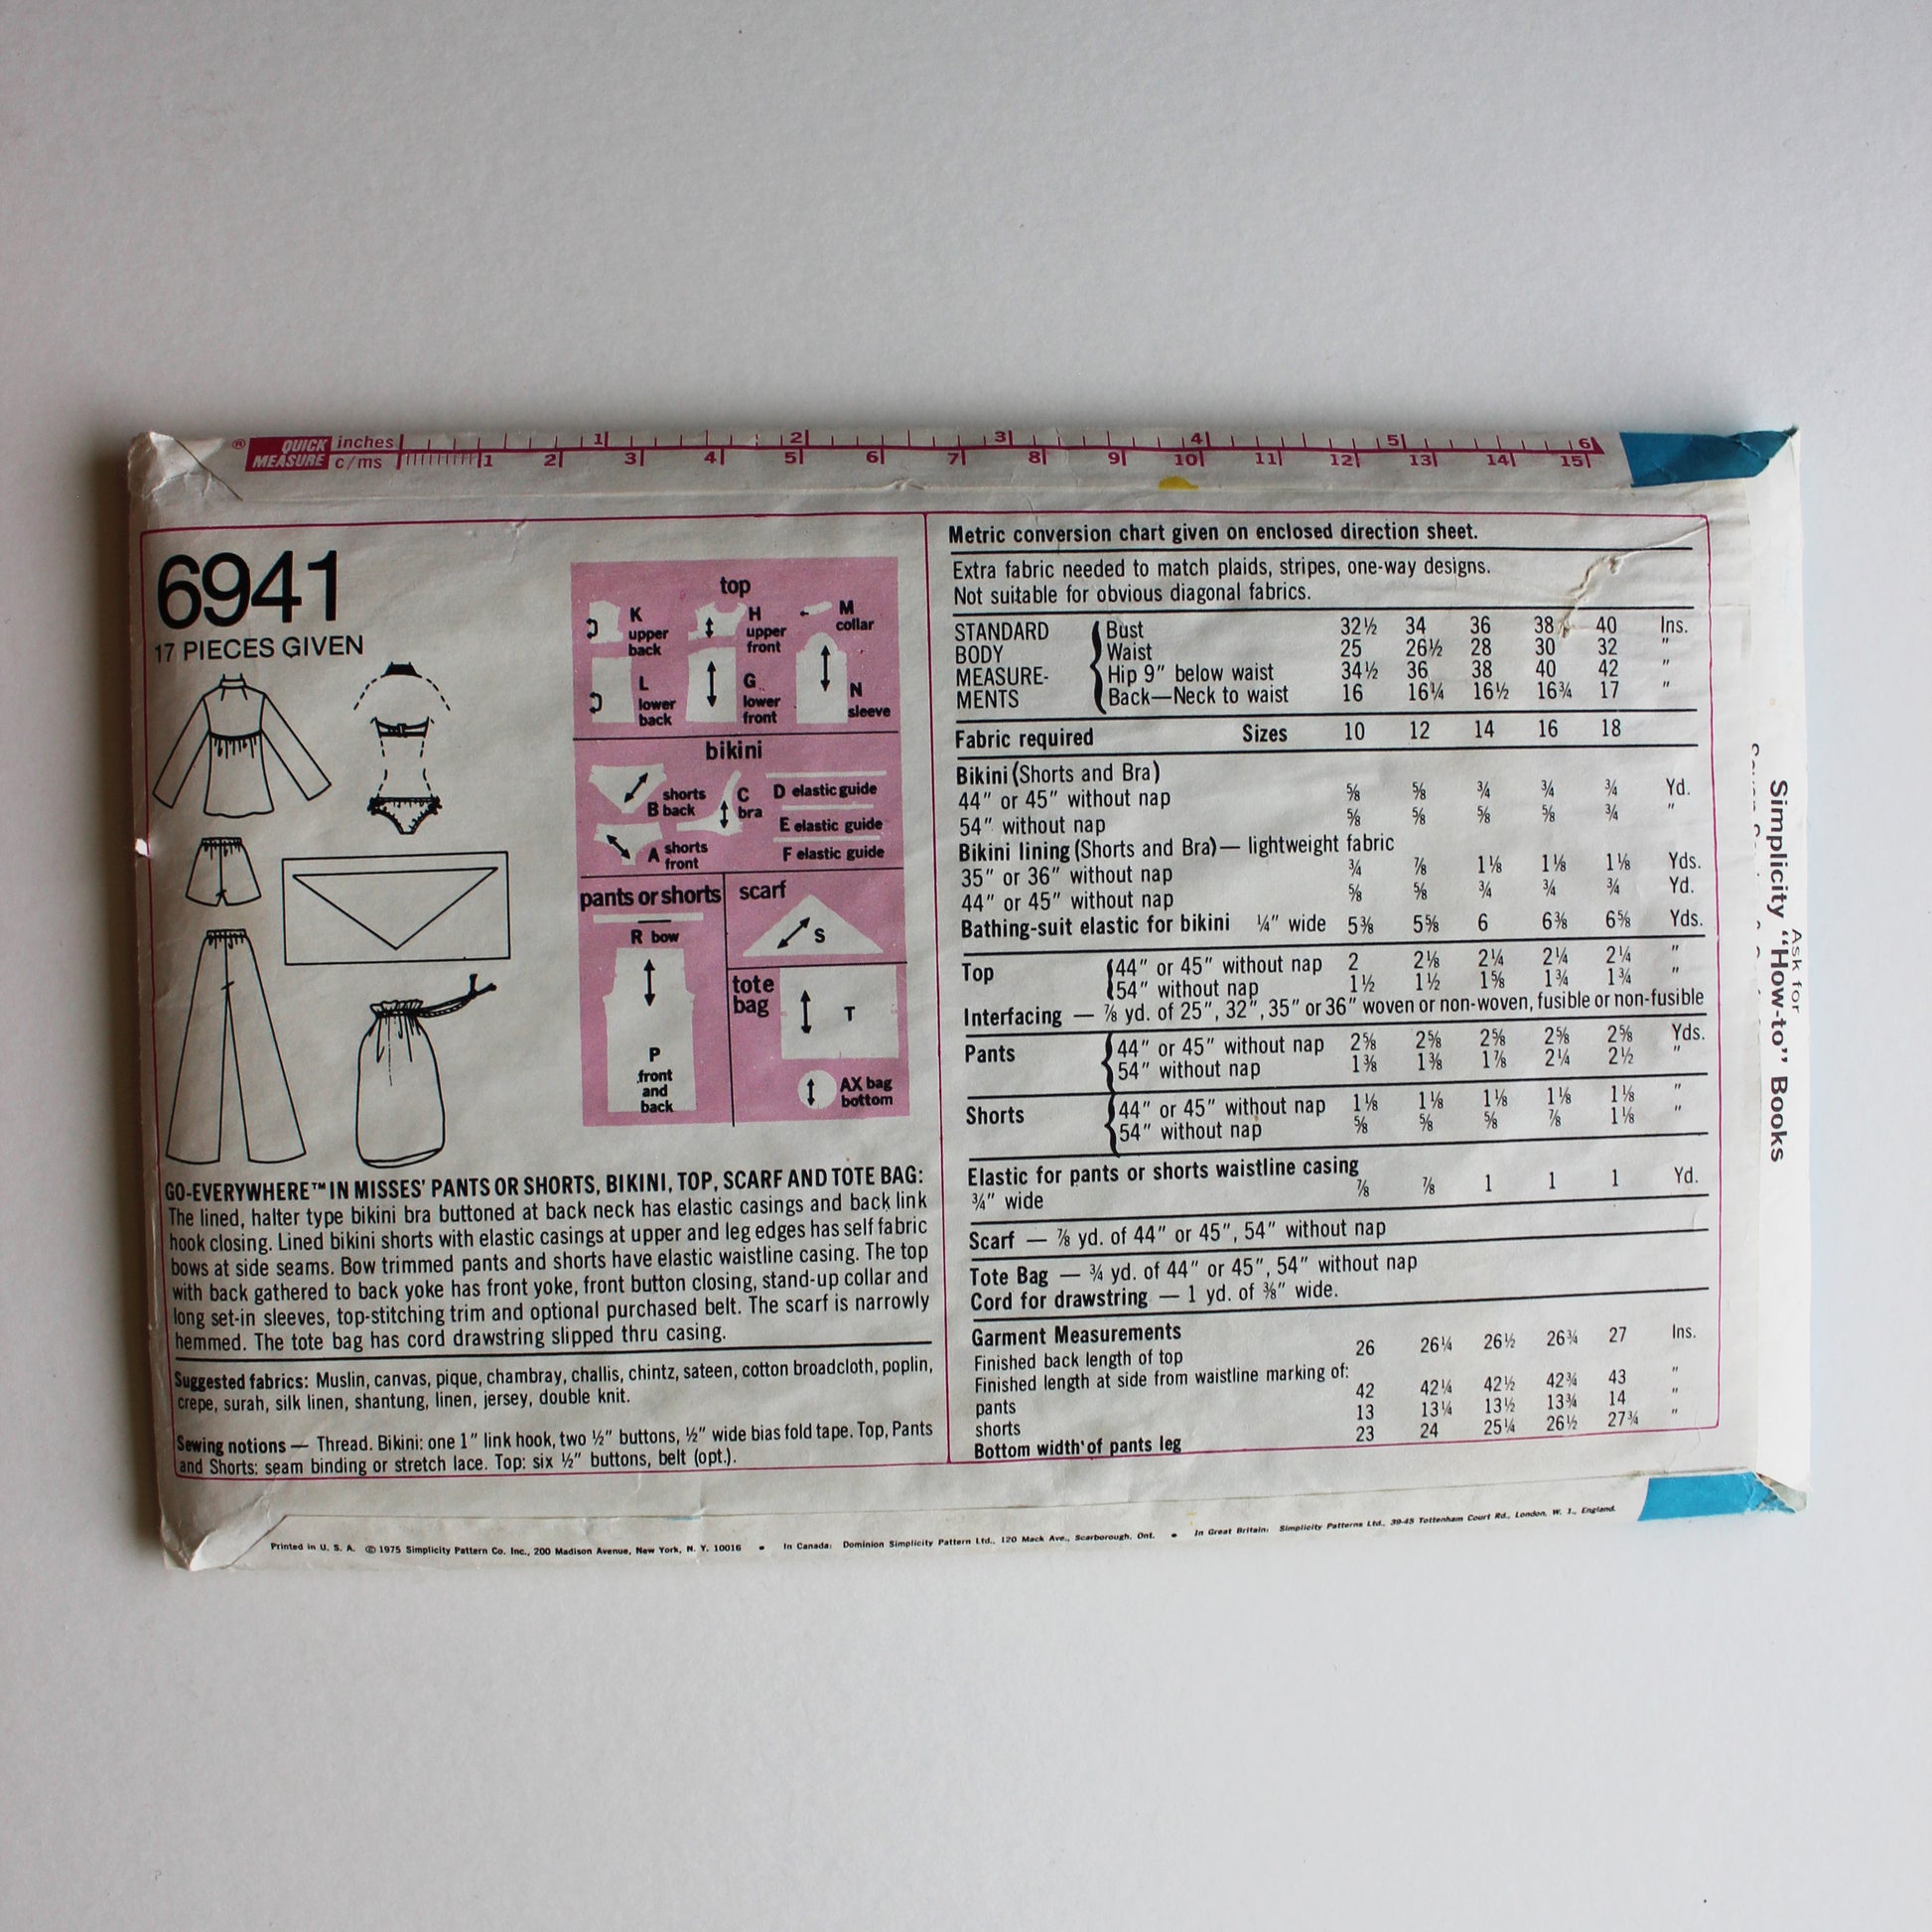 ® QUICK MEASURE inches 1 2 3 4 5 6
c/ms 1 2 3 4 5 6 7 8 9 10 11 12 13 14 15
6941
17 PIECES GIVEN
top
K upper back
H upper front
M collar
L lower back
G lower front
N sleeve
bikini
B shorts back
C bra
D elastic guide
E elastic guide
A shorts front
F elastic guide
pants or shorts
scarf
R bow
S
tote bag
T
P front and back
AX bag bottom
GO-EVERYWHERE™ IN MISSES' PANTS OR SHORTS, BIKINI, TOP, SCARF AND TOTE BAG:
The lined, halter type bikini bra buttoned at back neck has elastic casings and back link
hook closing. Lined bikini shorts with elastic casings at upper and leg edges has self fabric
bows at side seams. Bow trimmed pants and shorts have elastic waistline casing. The top
with back gathered to back yoke has front yoke, front button closing, stand-up collar and
long set-in sleeves, top-stitching trim and optional purchased belt. The scarf is narrowly
hemmed. The tote bag has cord drawstring slipped thru casing.
Suggested fabrics: Muslin, canvas, pique, chambray, challis, chintz, sateen, cotton broadcloth, poplin,
crepe, surah, silk linen, shantung, linen, jersey, double knit.
Sewing notions — Thread. Bikini: one 1" link hook, two ½" buttons, ½" wide bias fold tape. Top, Pants
and Shorts: seam binding or stretch lace. Top: six ½" buttons, belt (opt.).
Metric conversion chart given on enclosed direction sheet.
Extra fabric needed to match plaids, stripes, one-way designs.
Not suitable for obvious diagonal fabrics.
STANDARD Bust 32½ 34 36 38 40 Ins.
BODY Waist 25 26½ 28 30 32 "
MEASURE- Hip 9" below waist 34½ 36 38 40 42 "
MENTS Back—Neck to waist 16 16¼ 16½ 16¾ 17 "
Fabric required Sizes 10 12 14 16 18
Bikini (Shorts and Bra)
44" or 45" without nap ⅝ ⅝ ¾ ¾ ¾ Yd.
54" without nap ⅝ ⅝ ⅝ ⅝ ¾ "
Bikini lining (Shorts and Bra) — lightweight fabric
35" or 36" without nap ¾ ⅞ 1⅛ 1⅛ 1⅛ Yds.
44" or 45" without nap ⅝ ⅝ ¾ ¾ ¾ Yd.
Bathing-suit elastic for bikini ¼" wide 5⅜ 5⅝ 6 6⅜ 6⅝ Yds.
Top 44" or 45" without nap 2 2⅛ 2¼ 2¼ 2¼ "
54" without nap 1½ 1½ 1⅝ 1¾ 1¾ "
Interfacing — ⅞ yd. of 25", 32", 35" or 36" woven or non-woven, fusible or non-fusible
Pants 44" or 45" without nap 2⅝ 2⅝ 2⅝ 2⅝ 2⅝ Yds.
54" without nap 1⅜ 1⅜ 1⅞ 2¼ 2½ "
Shorts 44" or 45" without nap 1⅛ 1⅛ 1⅛ 1⅛ 1⅛ "
54" without nap ⅝ ⅝ ⅝ ⅞ 1⅛ "
Elastic for pants or shorts waistline casing
¾" wide ⅞ ⅞ 1 1 1 Yd.
Scarf — ⅞ yd. of 44" or 45", 54" without nap
Tote Bag — ¾ yd. of 44" or 45", 54" without nap
Cord for drawstring — 1 yd. of ⅜" wide.
Garment Measurements
Finished back length of top 26 26¼ 26½ 26¾ 27 Ins.
Finished length at side from waistline marking of:
pants 42 42¼ 42½ 42¾ 43 "
shorts 13 13¼ 13½ 13¾ 14 "
Bottom width of pants leg 23 24 25¼ 26½ 27¾ "
Ask for
Simplicity "How-to" Books
Printed in U. S. A. © 1975 Simplicity Pattern Co. Inc., 200 Madison Avenue, New York, N. Y. 10016 • In Canada: Dominion Simplicity Pattern Ltd., 120 Mack Ave., Scarborough, Ont. • In Great Britain: Simplicity Patterns Ltd., 39-45 Tottenham Court Rd., London, W. 1., England.